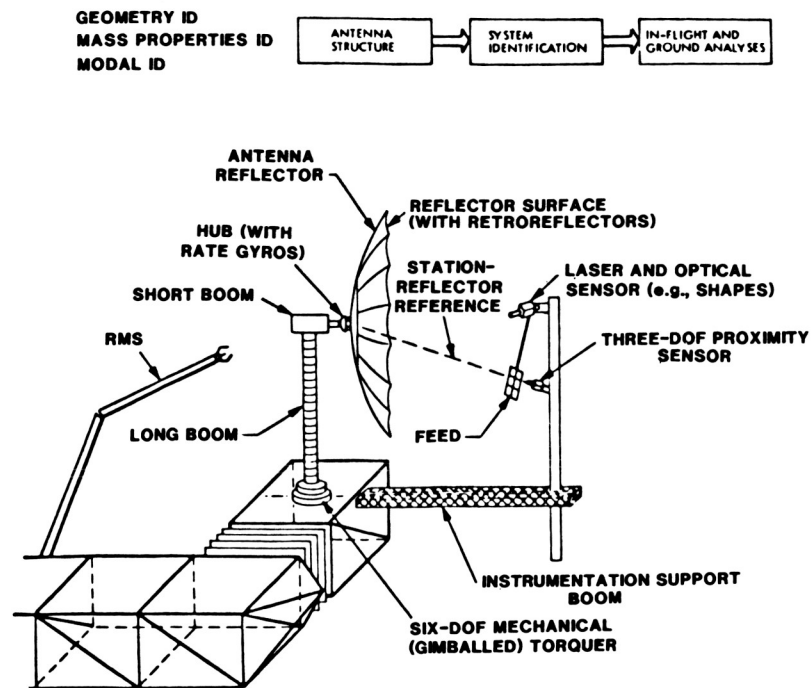 GEOMETRY ID
MASS PROPERTIES ID
MODAL ID
ANTENNA
STRUCTURE
SYSTEM
IDENTIFICATION
IN-FLIGHT AND
GROUND ANALYSES
ANTENNA
REFLECTOR
REFLECTOR SURFACE
(WITH RETROREFLECTORS)
HUB (WITH
RATE GYROS)
STATION-
REFLECTOR
REFERENCE
LASER AND OPTICAL
SENSOR (e.g., SHAPES)
SHORT BOOM
RMS
THREE-DOF PROXIMITY
SENSOR
LONG BOOM
FEED
INSTRUMENTATION SUPPORT
BOOM
SIX-DOF MECHANICAL
(GIMBALLED) TORQUER